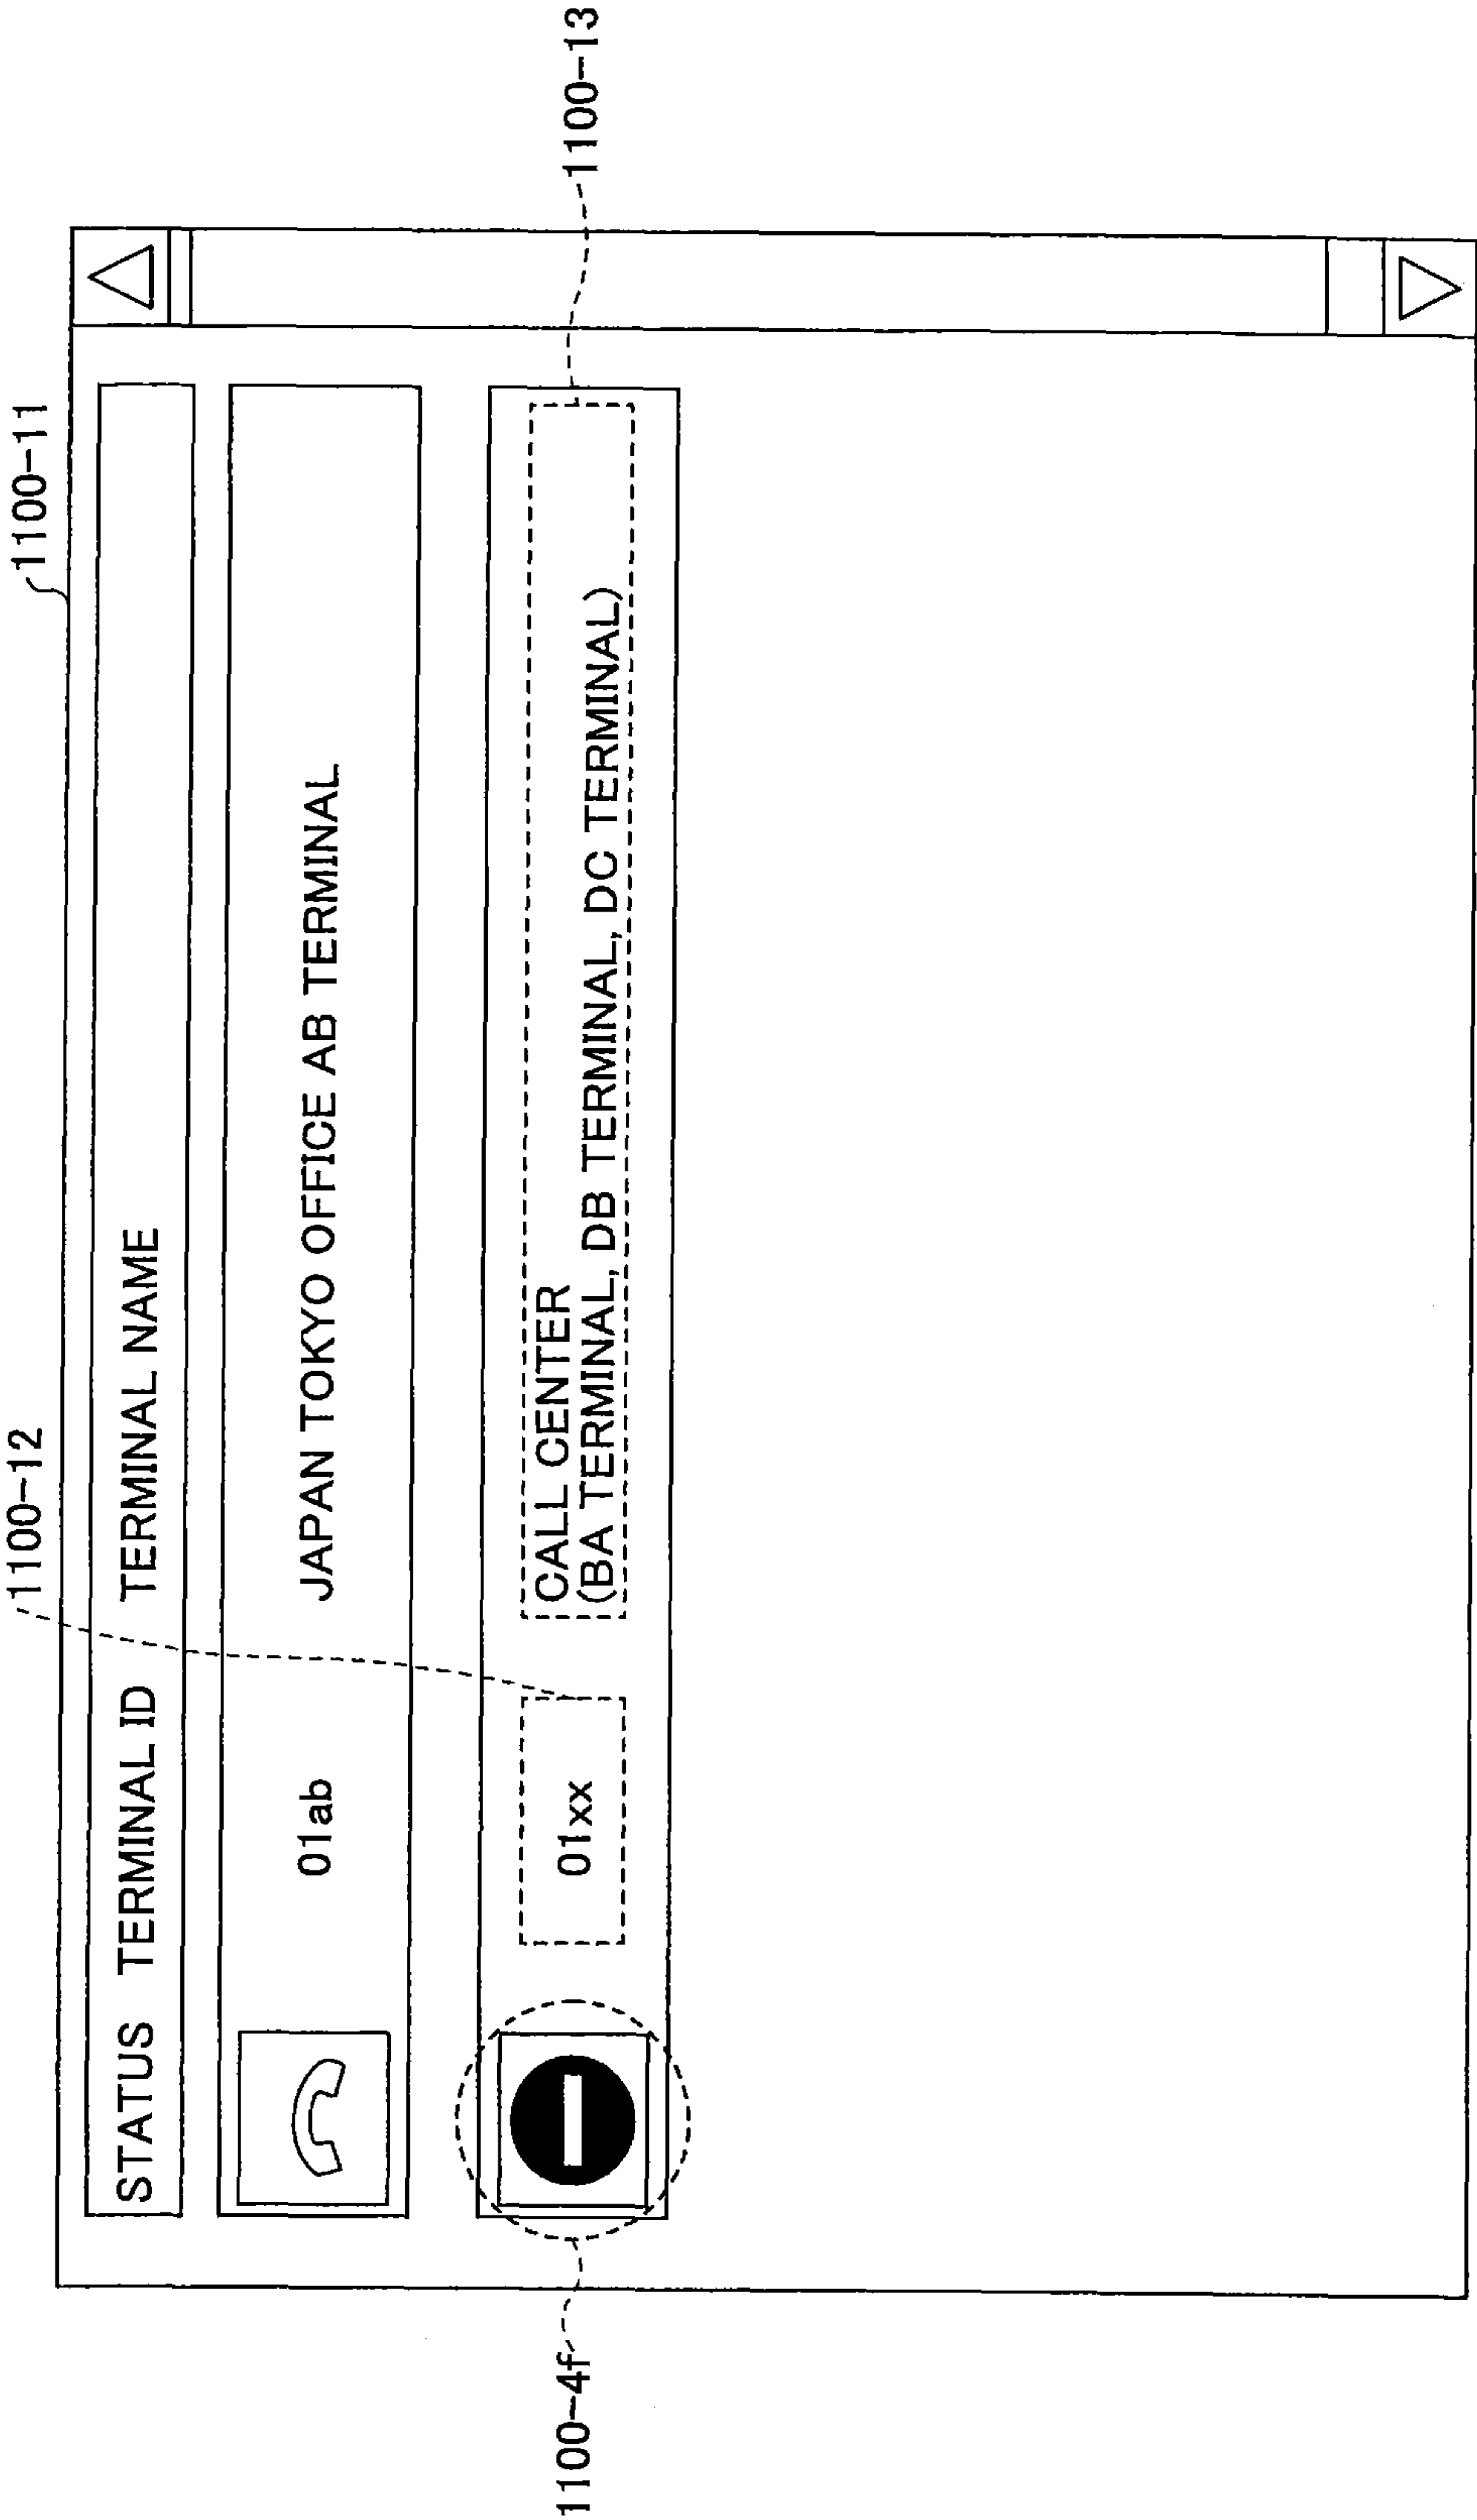 1100-12
1100-11
STATUS TERMINAL ID TERMINAL NAME
01ab JAPAN TOKYO OFFICE AB TERMINAL
1100-4f
01xx
CALL CENTER
(BA TERMINAL, DB TERMINAL, DC TERMINAL)
1100-13